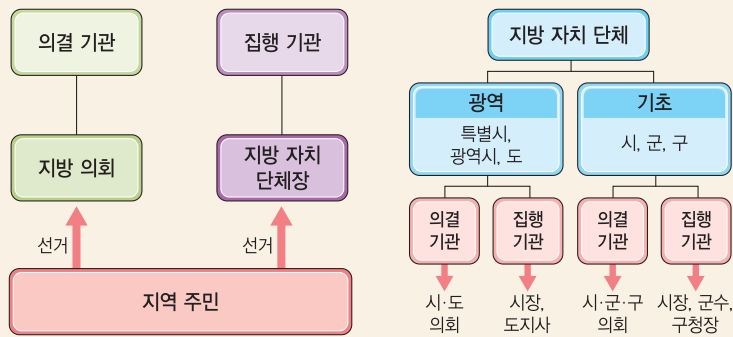 의결 기관
집행 기관
지방 의회
지방 자치
단체장
선거
선거
지역 주민
지방 자치 단체
광역
특별시,
광역시, 도
기초
시, 군, 구
의결
기관
집행
기관
의결
기관
집행
기관
시·도
의회
시장,
도지사
시·군·구
의회
시장, 군수,
구청장